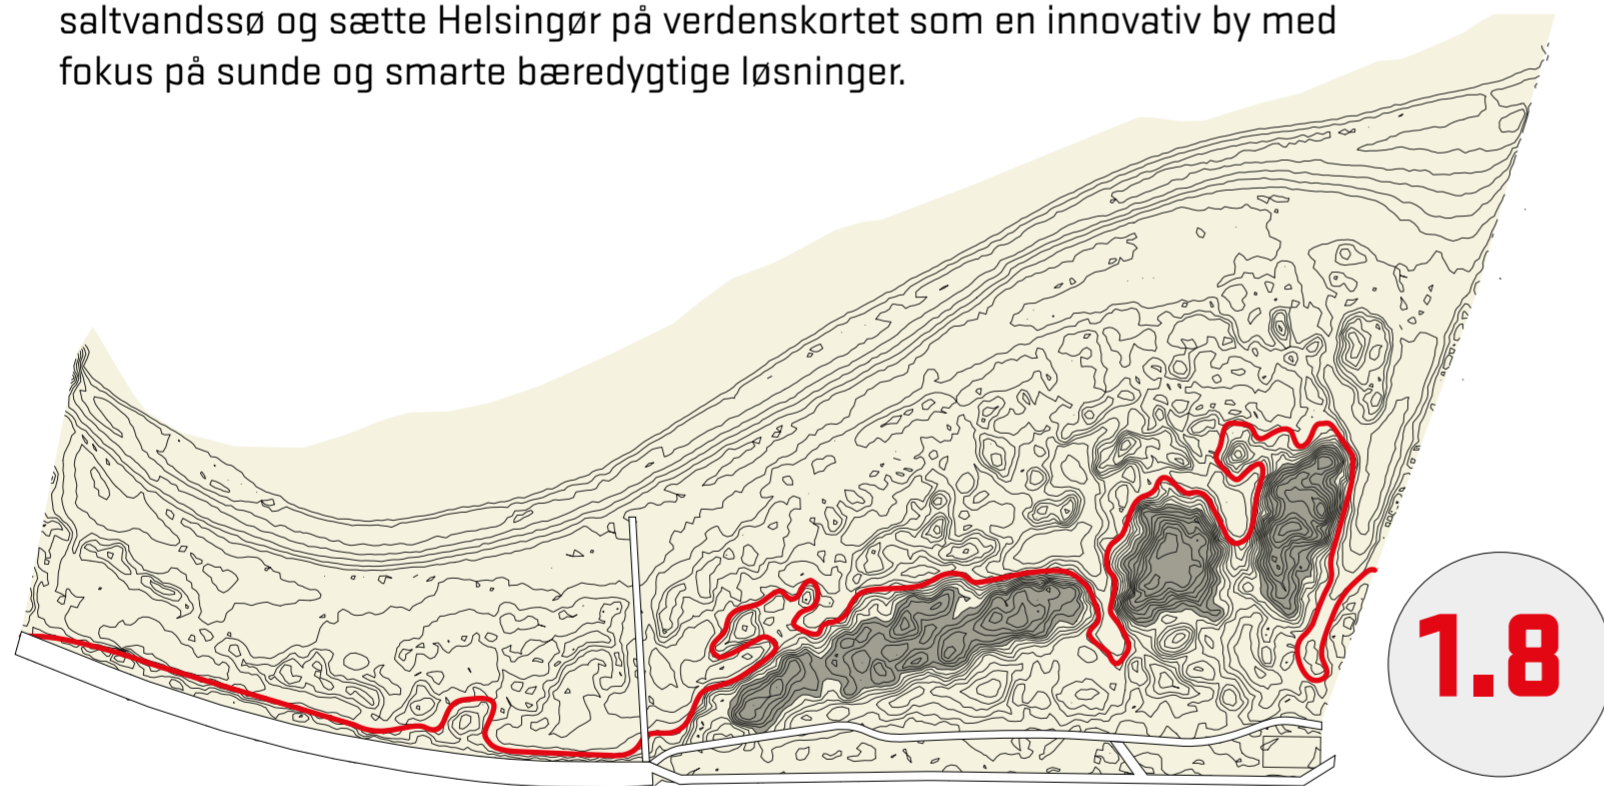 saltvandssø og sætte Helsingør på verdenskortet som en innovativ by med
fokus på sunde og smarte bæredygtige løsninger.
1.8